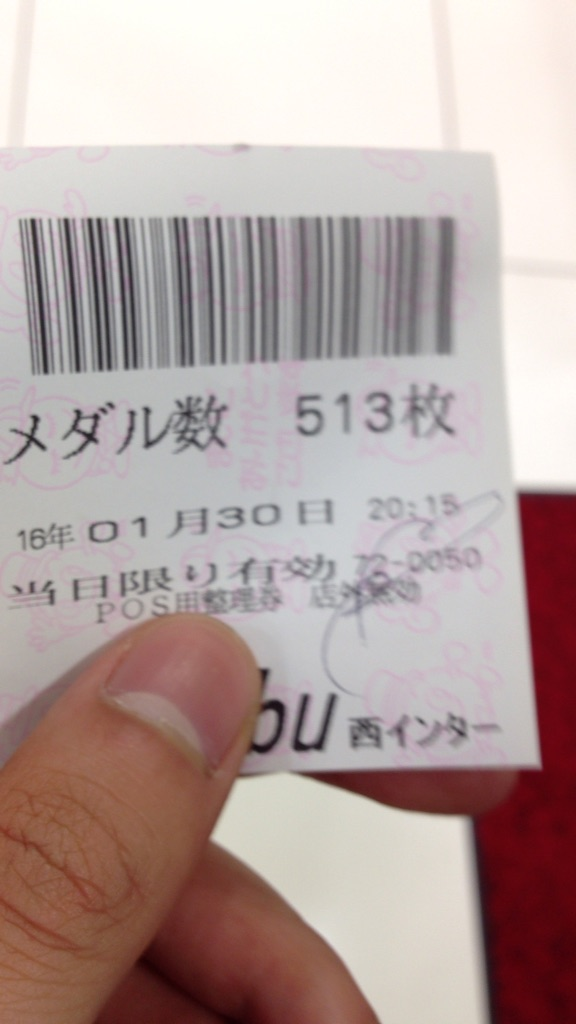 メダル数 513枚
16年 01月30日 20:15
当日限り有効 72-0050
POS用整理券 店外無効
bu 西インター